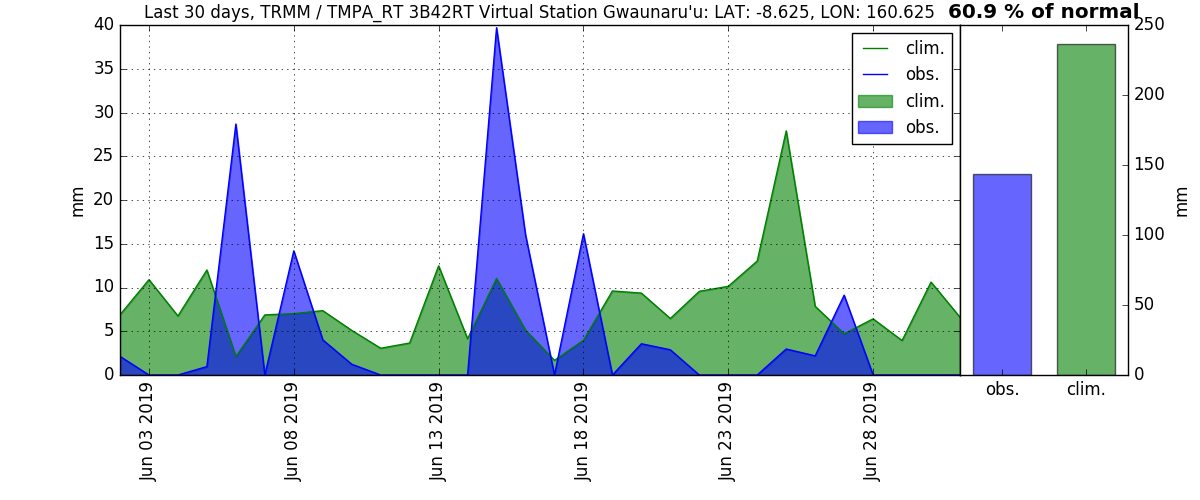 Last 30 days, TRMM / TMPA_RT 3B42RT Virtual Station Gwaunaru'u: LAT: -8.625, LON: 160.625
60.9 % of normal
40
35
30
25
20
15
10
5
0
mm
clim.
obs.
clim.
obs.
250
200
150
100
50
0
mm
Jun 03 2019
Jun 08 2019
Jun 13 2019
Jun 18 2019
Jun 23 2019
Jun 28 2019
obs.
clim.